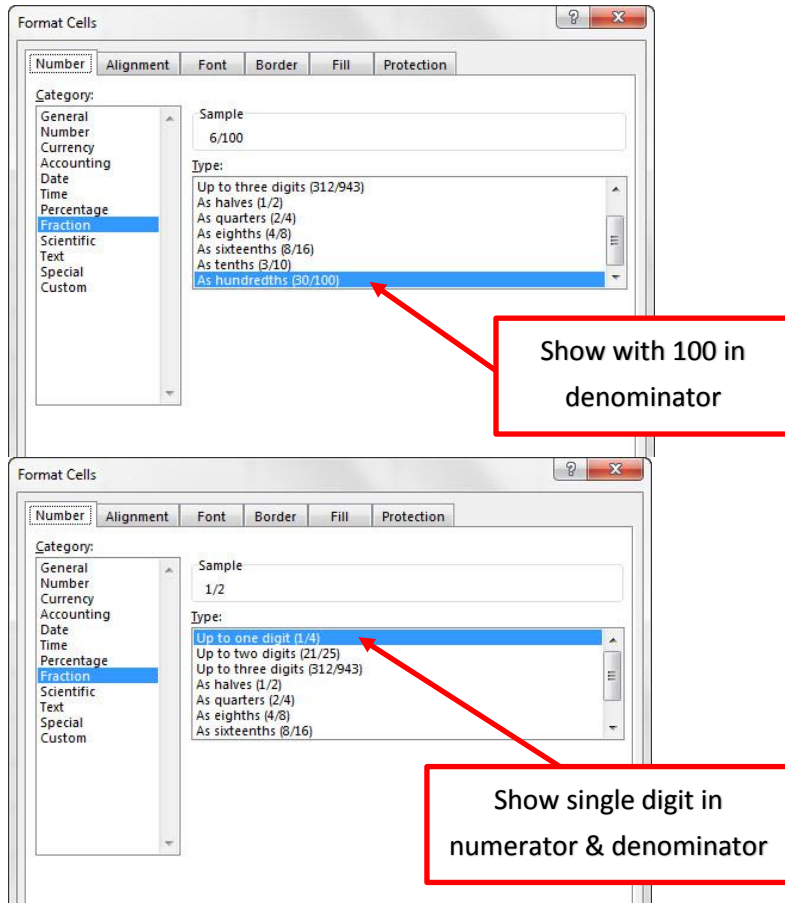 Format Cells
Number Alignment Font Border Fill Protection
Category:
General
Number
Currency
Accounting
Date
Time
Percentage
Fraction
Scientific
Text
Special
Custom
Sample
6/100
Type:
Up to three digits (312/943)
As halves (1/2)
As quarters (2/4)
As eighths (4/8)
As sixteenths (8/16)
As tenths (3/10)
As hundredths (30/100)
Show with 100 in
denominator
Format Cells
Number Alignment Font Border Fill Protection
Category:
General
Number
Currency
Accounting
Date
Time
Percentage
Fraction
Scientific
Text
Special
Custom
Sample
1/2
Type:
Up to one digit (1/4)
Up to two digits (21/25)
Up to three digits (312/943)
As halves (1/2)
As quarters (2/4)
As eighths (4/8)
As sixteenths (8/16)
Show single digit in
numerator & denominator